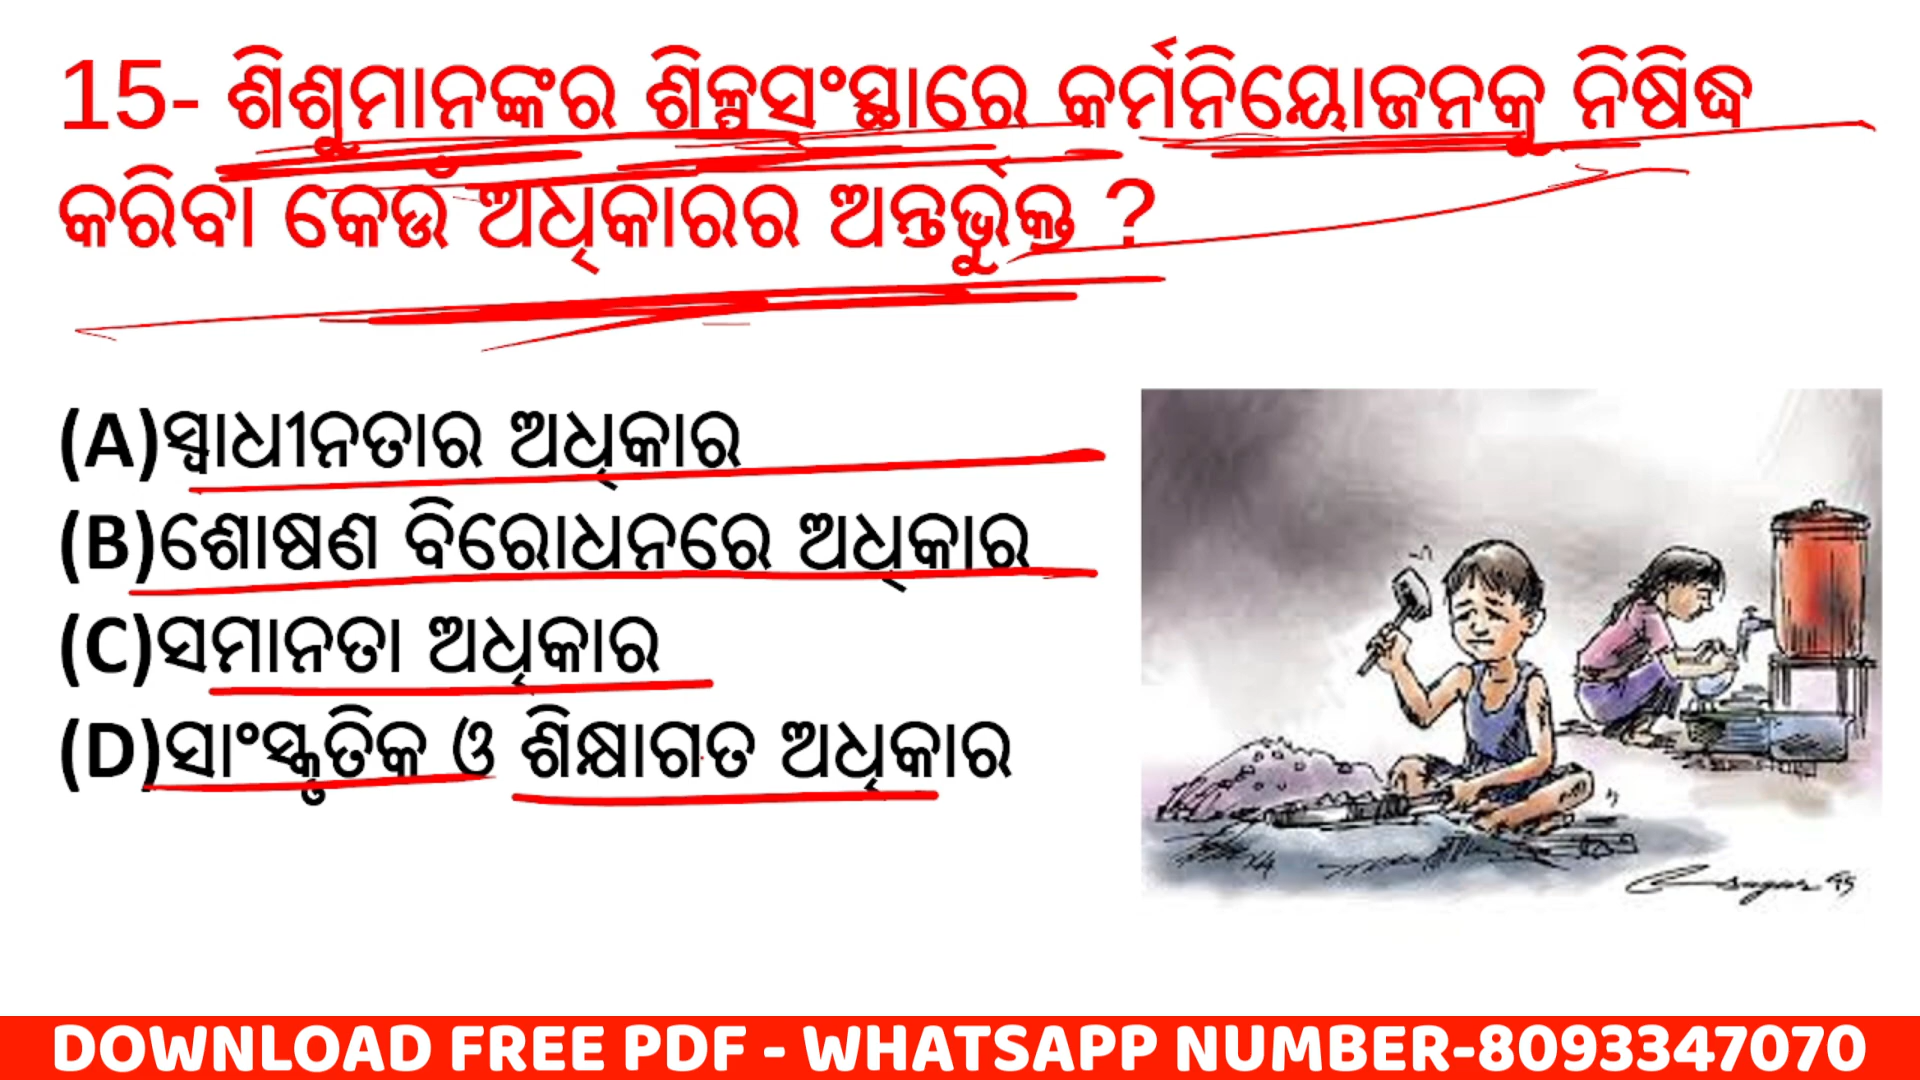 15- ଶିଶୁମାନଙ୍କର ଶିଳ୍ପସଂସ୍ଥାରେ କର୍ମନିୟୋଜନକୁ ନିଷିଦ୍ଧ
କରିବା କେଉଁ ଅଧିକାରର ଅନ୍ତର୍ଭୁକ୍ତ ?
(A)ସ୍ୱାଧୀନତାର ଅଧିକାର
(B)ଶୋଷଣ ବିରୋଧନରେ ଅଧିକାର
(C)ସମାନତା ଅଧିକାର
(D)ସାଂସ୍କୃତିକ ଓ ଶିକ୍ଷାଗତ ଅଧିକାର
DOWNLOAD FREE PDF - WHATSAPP NUMBER-8093347070